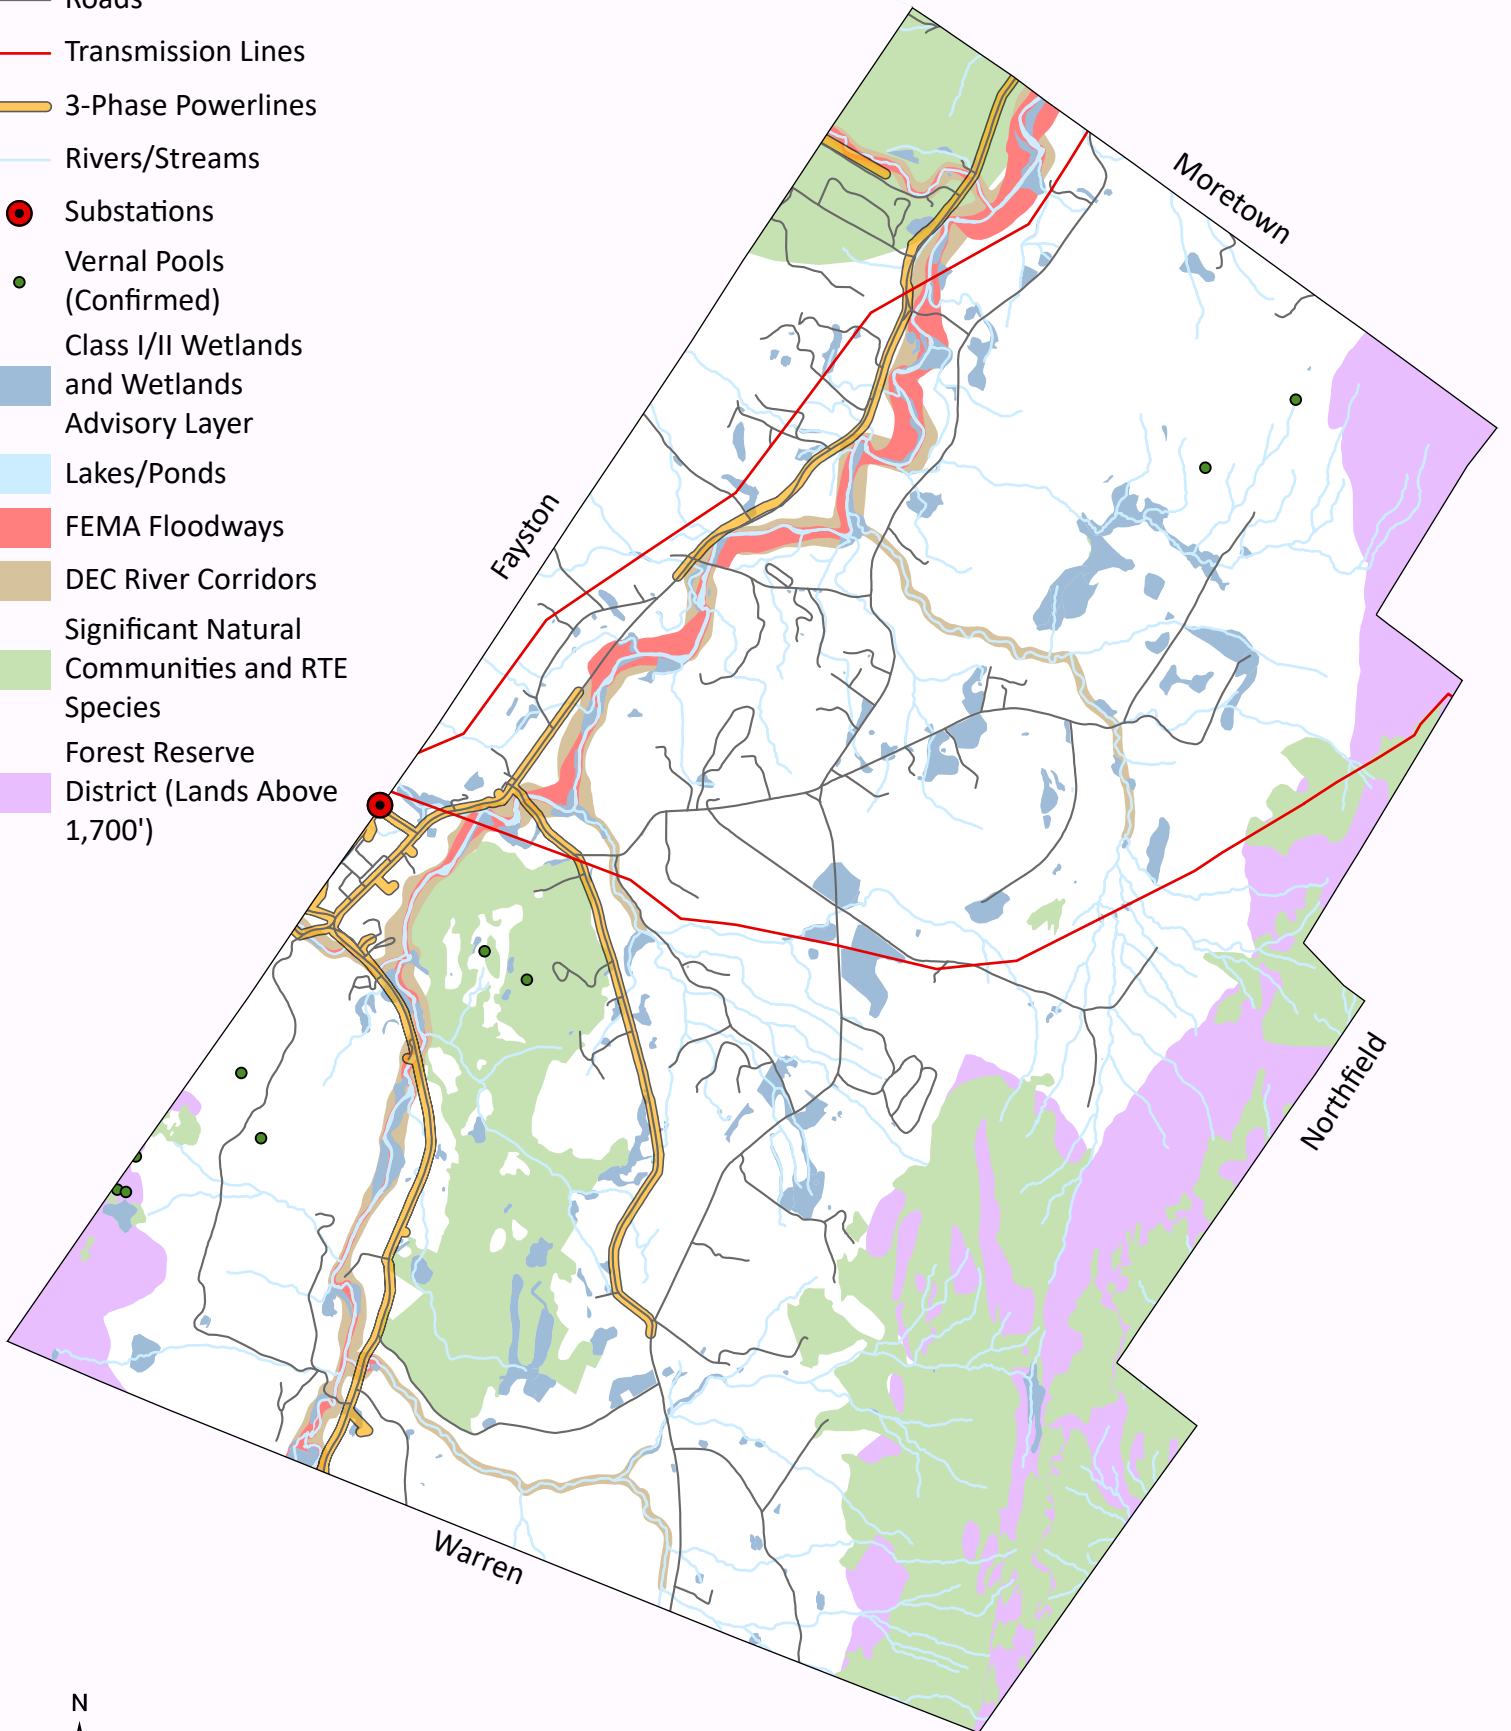 Roads
Transmission Lines
3-Phase Powerlines
Rivers/Streams
Substations
Vernal Pools
(Confirmed)
Class I/II Wetlands
and Wetlands
Advisory Layer
Lakes/Ponds
FEMA Floodways
DEC River Corridors
Significant Natural
Communities and RTE
Species
Forest Reserve
District (Lands Above
1,700')
Moretown
Fayston
Northfield
Warren
N